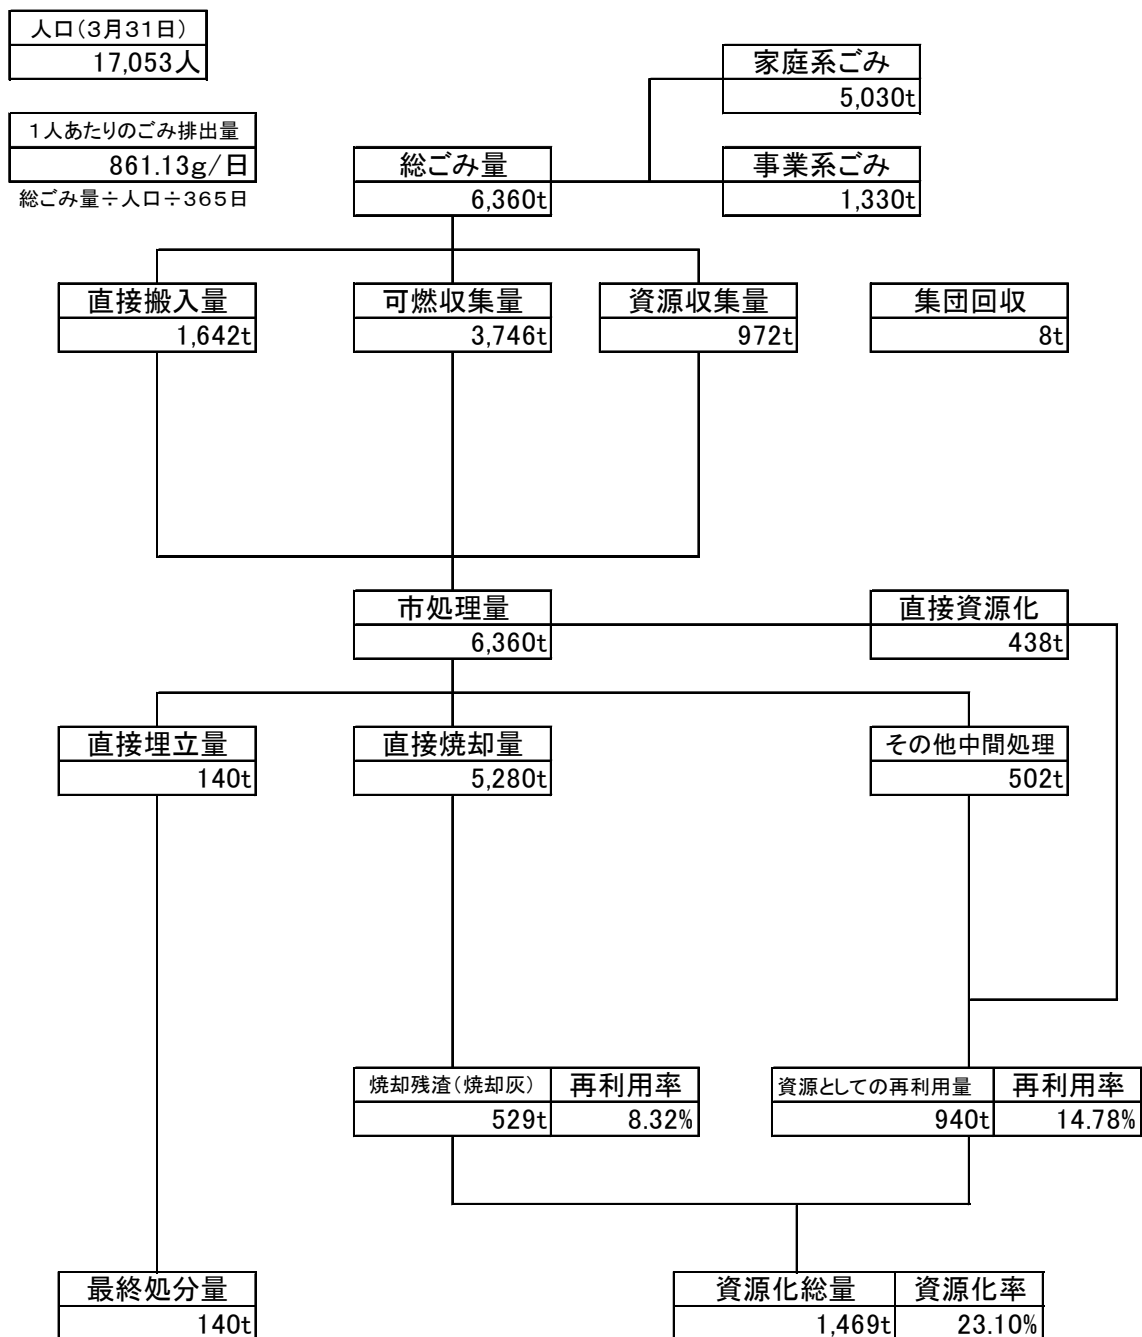 人口（3月31日）
17,053人
家庭系ごみ
5,030t
1人あたりのごみ排出量
861.13g/日
総ごみ量÷人口÷365日
総ごみ量
6,360t
事業系ごみ
1,330t
直接搬入量
1,642t
可燃収集量
3,746t
資源収集量
972t
集団回収
8t
市処理量
6,360t
直接資源化
438t
直接埋立量
140t
直接焼却量
5,280t
その他中間処理
502t
焼却残渣（焼却灰） 再利用率
529t 8.32%
資源としての再利用量 再利用率
940t 14.78%
最終処分量
140t
資源化総量 資源化率
1,469t 23.10%